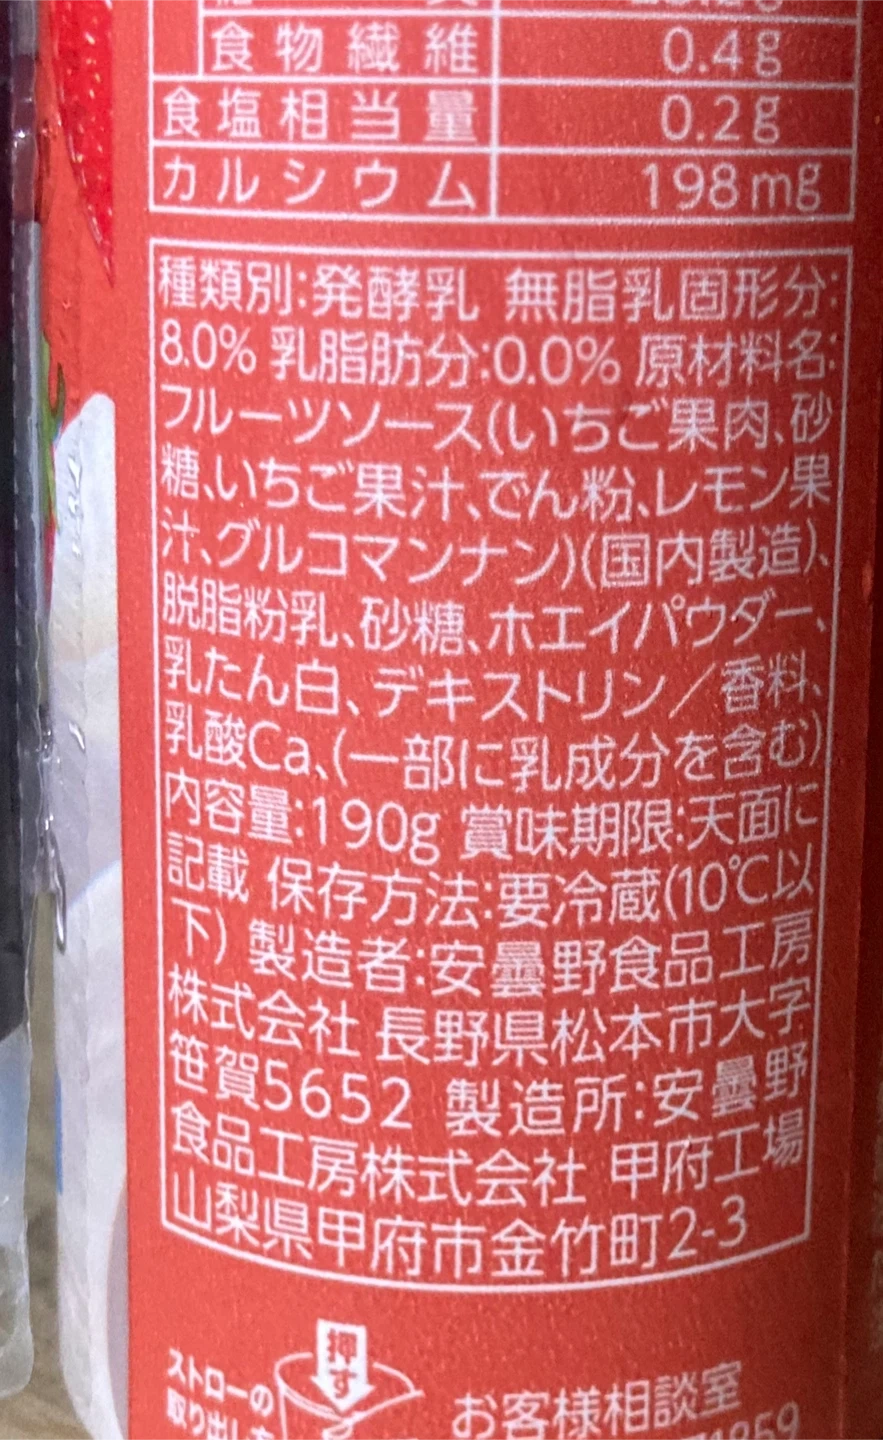 食物繊維 0.4g
食塩相当量 0.2g
カルシウム 198mg
種類別:発酵乳 無脂乳固形分:
8.0% 乳脂肪分:0.0% 原材料名:
フルーツソース(いちご果肉、砂
糖、いちご果汁、でん粉、レモン果
汁、グルコマンナン)(国内製造)、
脱脂粉乳、砂糖、ホエイパウダー、
乳たん白、デキストリン/香料、
乳酸Ca、(一部に乳成分を含む)
内容量:190g 賞味期限:天面に
記載 保存方法:要冷蔵(10℃以
下) 製造者:安曇野食品工房
株式会社 長野県松本市大字
笹賀5652 製造所:安曇野
食品工房株式会社 甲府工場
山梨県甲府市金竹町2-3
押す
ストローの
取り出し
お客様相談室